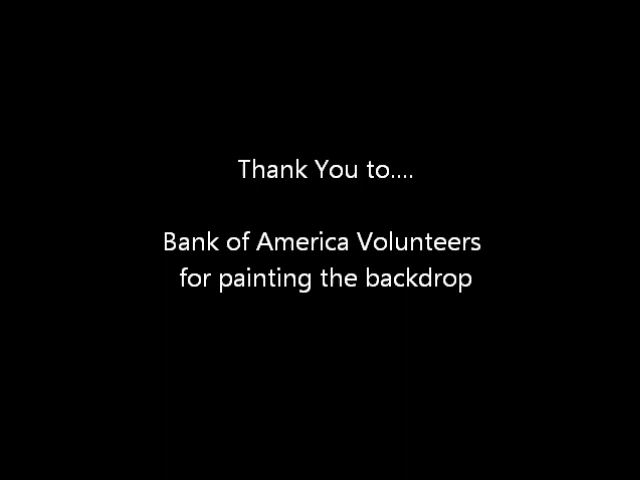 Thank You to....
Bank of America Volunteers
for painting the backdrop